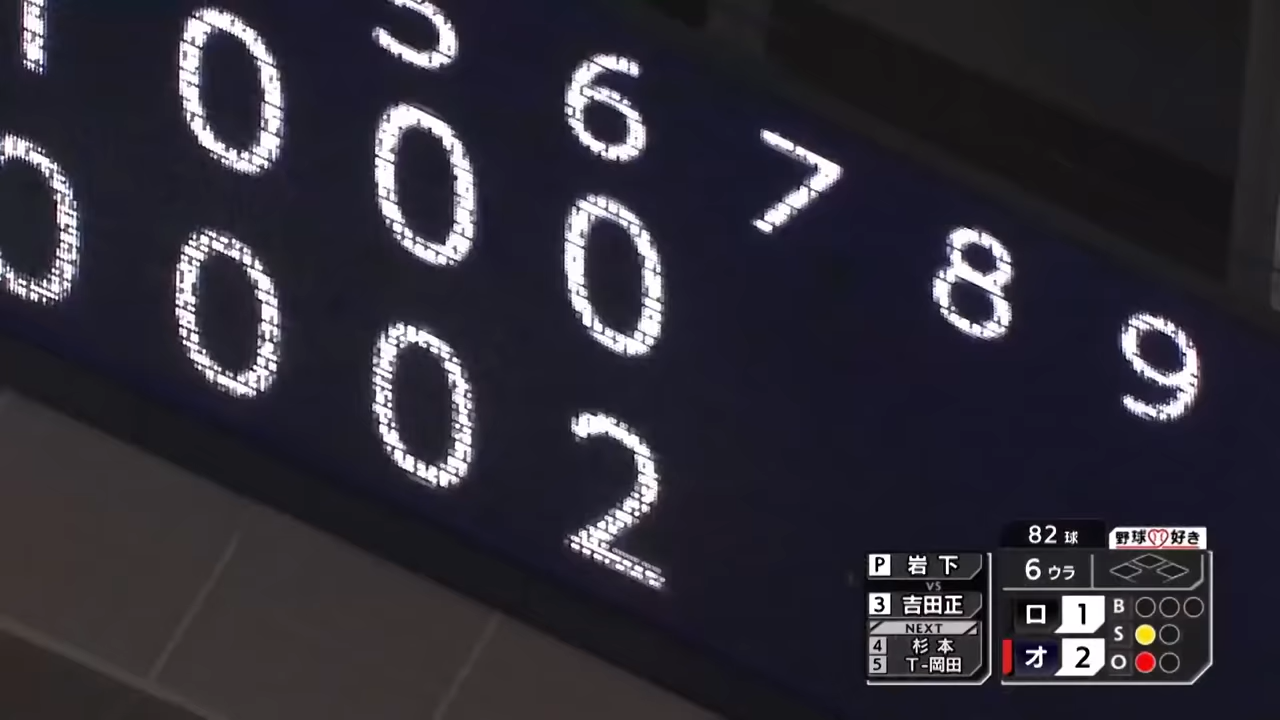 1 0 5 6 7 8 9
0 0 0
0 0 0 2
82 球
野球好き
6 ウラ
P 岩下
VS
3 吉田正
NEXT
4 杉本
5 T-岡田
ロ 1
オ 2
B
S
O